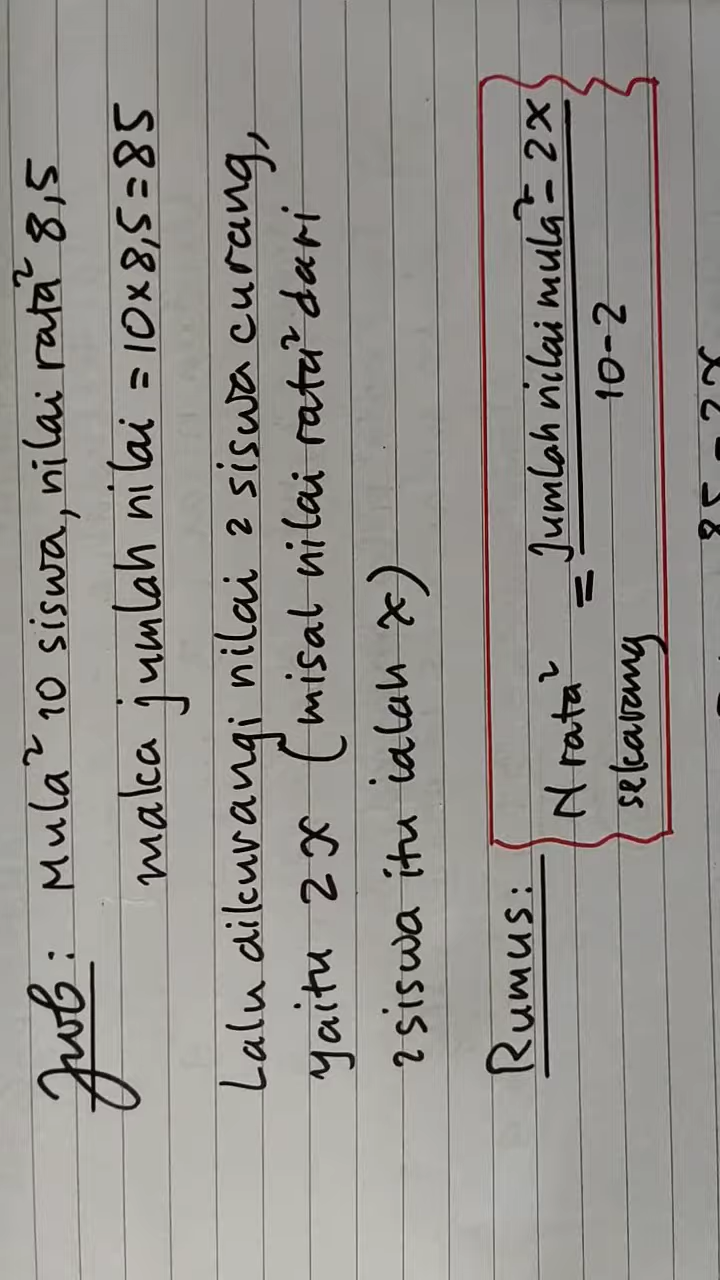 Jwb: Mula² 10 siswa, nilai rata² 8,5
maka jumlah nilai = 10 x 8,5 = 85
Lalu dikurangi nilai 2 siswa curang,
yaitu 2x (misal nilai rata² dari
2 siswa itu ialah x)
Rumus: N rata² sekarang = Jumlah nilai mula² - 2x
10-2
85 - 2x